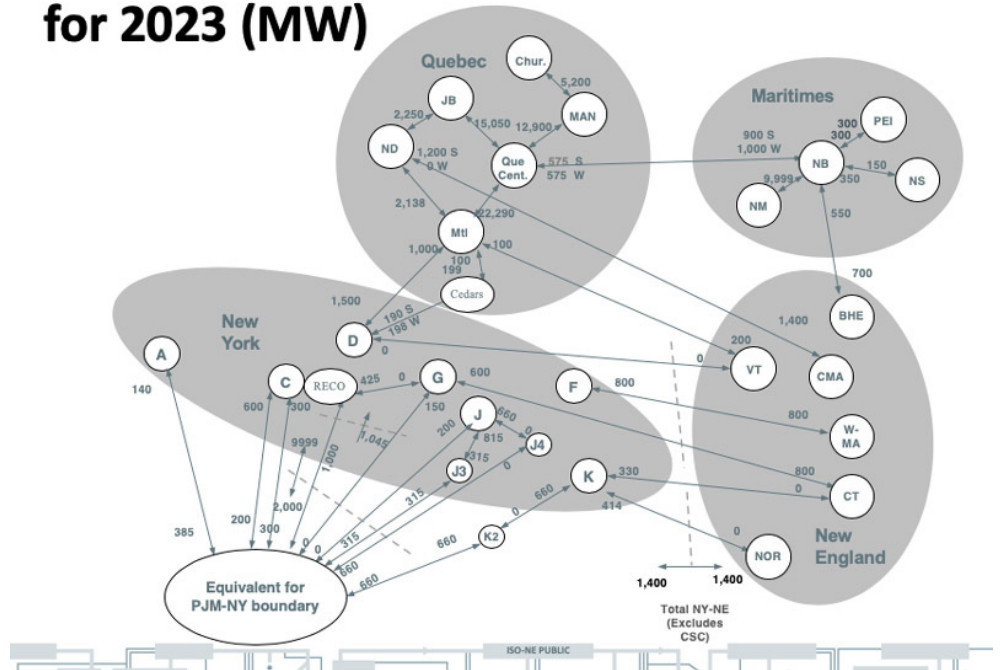 for 2023 (MW)
Quebec
Chur.
5,200
JB
MAN
2,250
15,050
12,900
ND
1,200 S
0 W
Que
Cent.
575 S
575 W
2,138
22,290
Mtl
1,000
100
100
199
Cedars
Maritimes
900 S
1,000 W
300
300
PEI
NB
150
350
NS
9,999
NM
550
700
New
York
1,500
190 S
198 W
D
0
A
140
C
RECO
425
0
G
600
F
800
600
300
150
200
J
660
0
815
J4
9999
1,045
1,000
J3
315
0
K
330
414
2,000
315
660
0
K2
385
200
300
0
0
315
660
660
660
Equivalent for
PJM-NY boundary
1,400
BHE
200
0
VT
CMA
800
W-
MA
800
0
CT
0
NOR
New
England
1,400
1,400
Total NY-NE
(Excludes
CSC)
ISO-NE PUBLIC